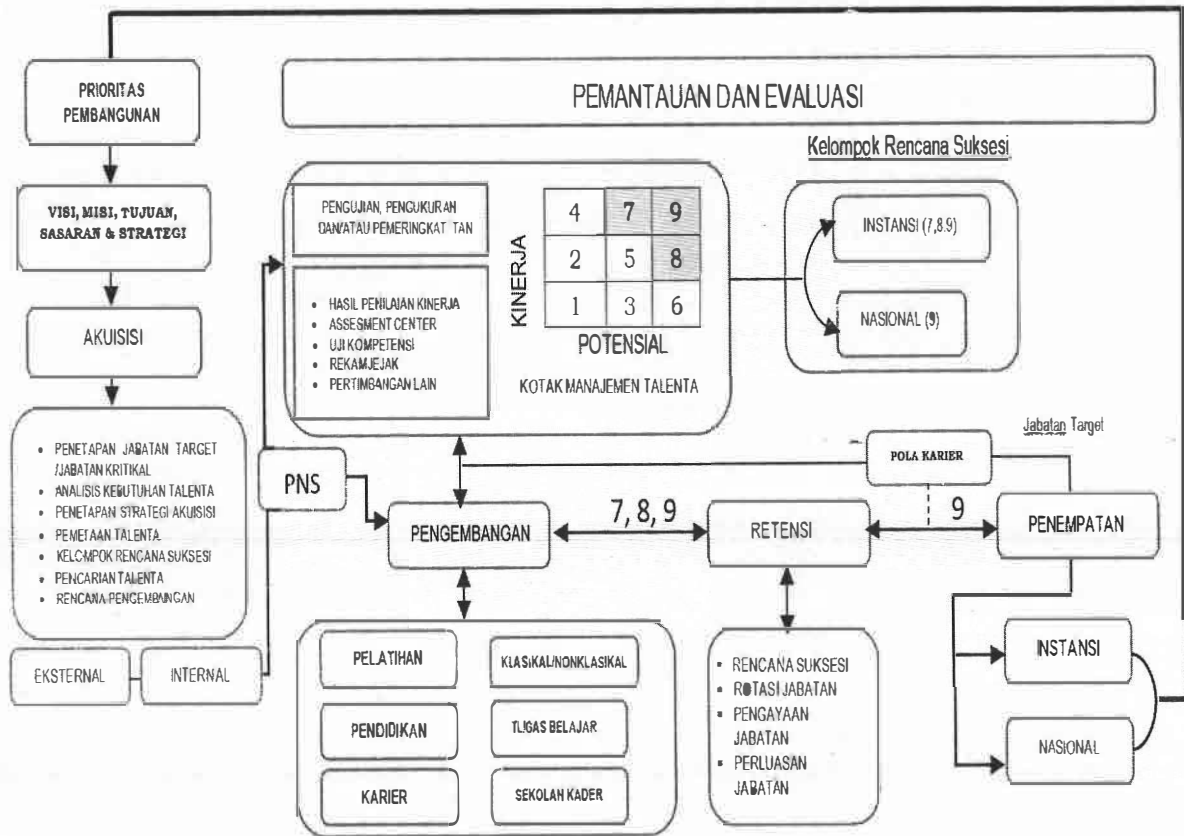 PRIORITAS
PEMBANGUNAN
PEMANTAUAN DAN EVALUASI
Kelompok Rencana Suksesi
VISI, MISI, TUJUAN,
SASARAN & STRATEGI
AKUISISI
PENGUJIAN, PENGUKURAN
DAN/ATAU PEMERINGKAT TAN
• HASIL PENILAIAN KINERJA
• ASSESMENT CENTER
• UJI KOMPETENSI
• REKAMJEJAK
• PERTIMBANGAN LAIN
KINERJA
4 7 9
2 5 8
1 3 6
POTENSIAL
KOTAK MANAJEMEN TALENTA
INSTANSI (7,8.9)
NASIONAL (9)
• PENETAPAN JABATAN TARGET
/JABATAN KRITIKAL
• ANALISIS KEBUTUHAN TALENTA
• PENETAPAN STRATEGI AKUISISI
• PEMETAAN TALENTA
• KELOMPOK RENCANA SUKSESI
• PENCARIAN TALENTA
• RENCANA PENGEMBANGAN
EKSTERNAL
INTERNAL
PNS
Jabatan Target
POLA KARIER
PENGEMBANGAN
7, 8, 9
RETENSI
9
PENEMPATAN
PELATIHAN
KLASIKAL/NONKLASIKAL
PENDIDIKAN
TUGAS BELAJAR
KARIER
SEKOLAH KADER
▪ RENCANA SUKSESI
▪ ROTASI JABATAN
▪ PENGAYAAN
JABATAN
▪ PERLUASAN
JABATAN
INSTANSI
NASIONAL